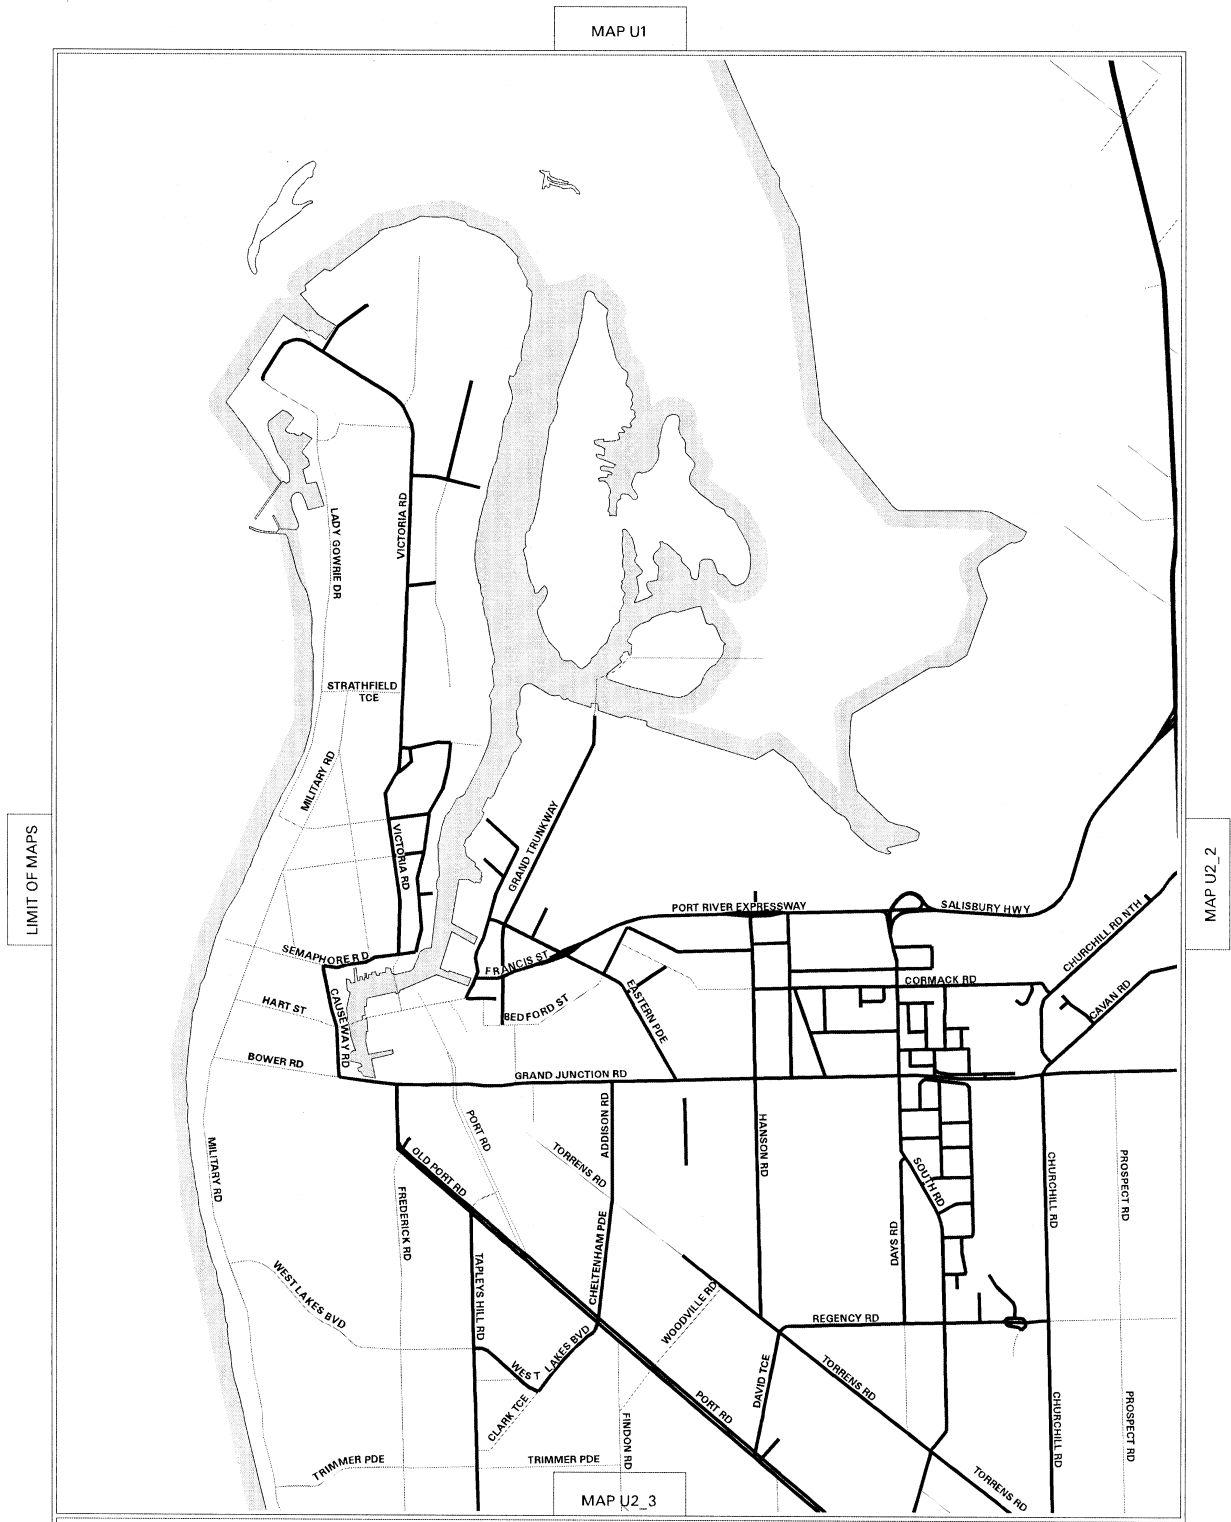 MAP U1
LADY GOWRIE DR
VICTORIA RD
STRATHFIELD
TCE
MILITARY RD
LIMIT OF MAPS
VICTORIA RD
GRAND TRUNKWAY
MAP U2_2
PORT RIVER EXPRESSWAY
SALISBURY HWY
CHURCHILL RD NTH
SEMAPHORE RD
FRANCIS ST
CORMACK RD
CAUSEWAY RD
HART ST
BEDFORD ST
EASTERN PDE
CAVAN RD
BOWER RD
GRAND JUNCTION RD
PORT RD
ADDISON RD
HANSON RD
MILITARY RD
OLD PORT RD
TORRENS RD
SOUTH RD
CHURCHILL RD
PROSPECT RD
FREDERICK RD
CHELTENHAM PDE
DAYS RD
WEST LAKES BVD
TAPLEYS HILL RD
WOODVILLE RD
REGENCY RD
WEST LAKES BVD
DAVID TCE
TORRENS RD
CLARK TCE
PORT RD
FINDON RD
CHURCHILL RD
PROSPECT RD
TRIMMER PDE
TRIMMER PDE
TORRENS RD
MAP U2_3